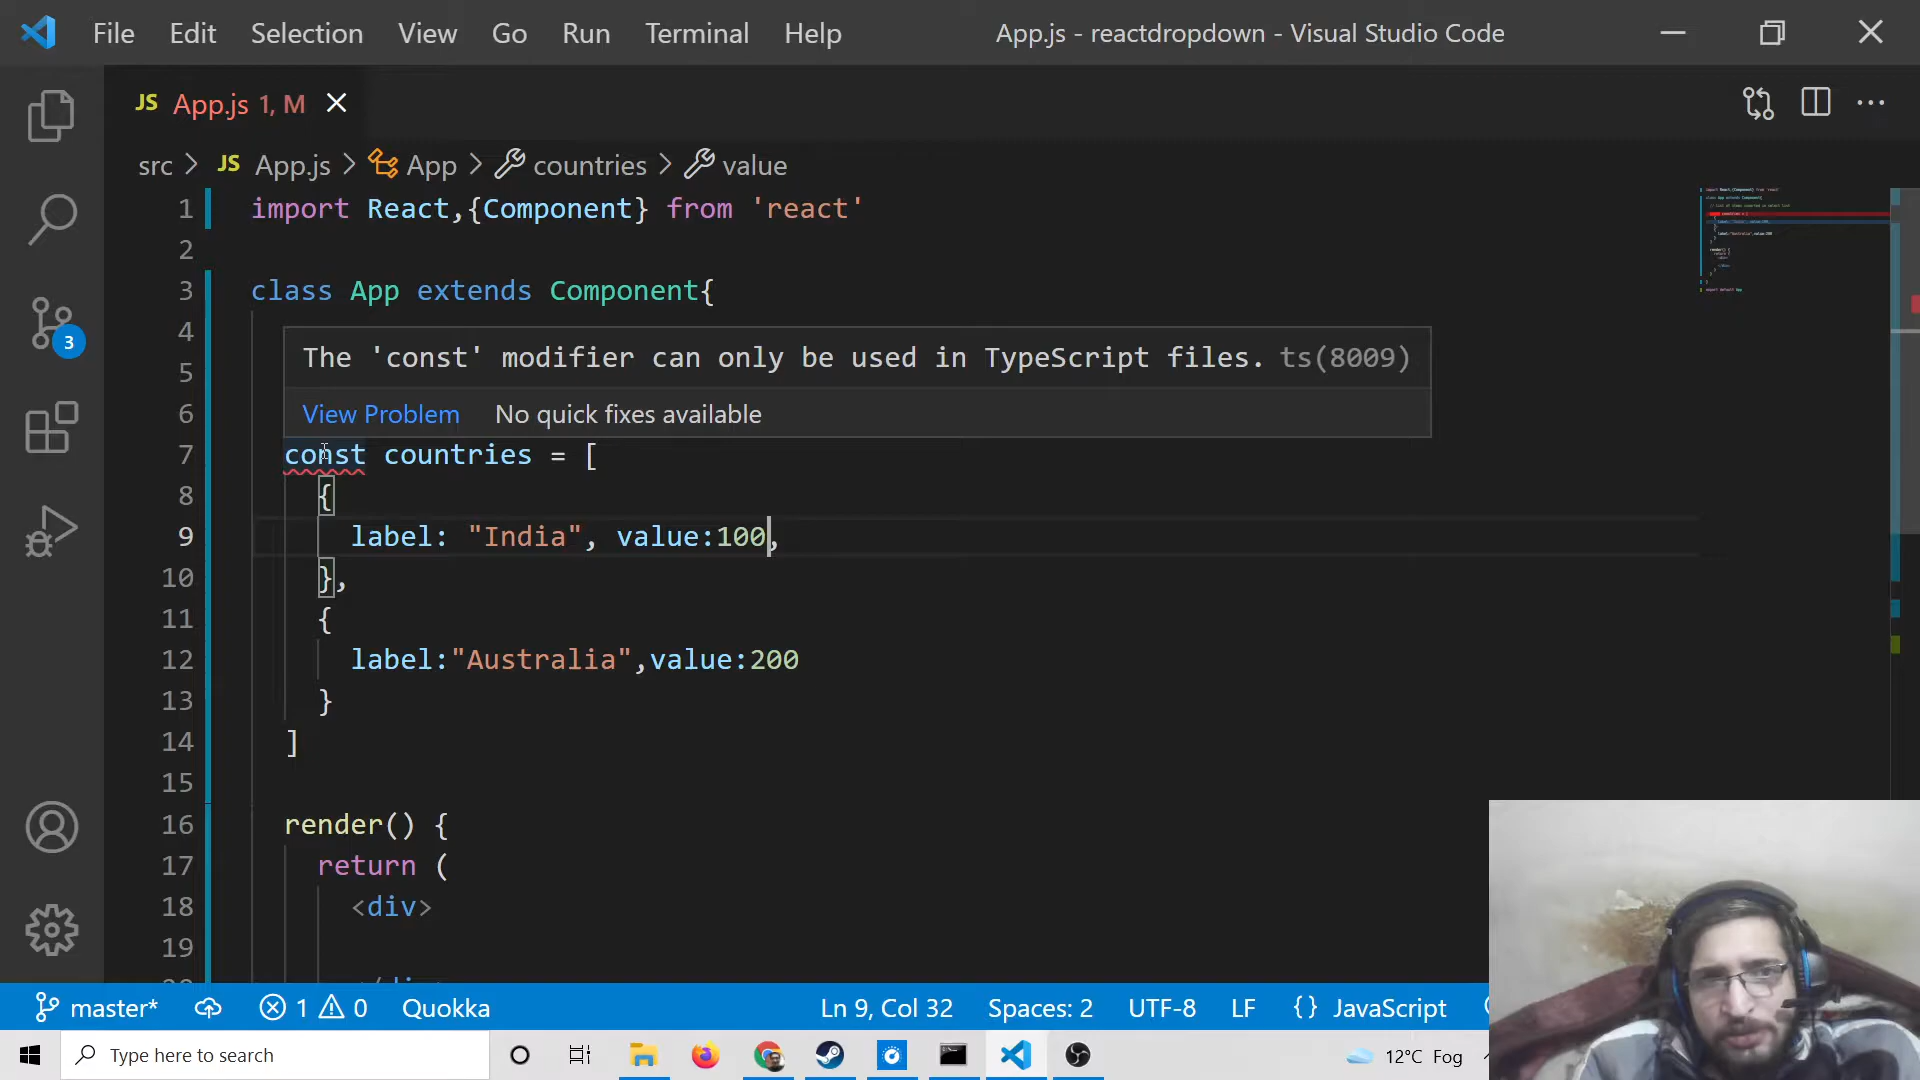 File Edit Selection View Go Run Terminal Help App.js - reactdropdown - Visual Studio Code
JS App.js 1, M
src > JS App.js > App > countries > value
1 import React,{Component} from 'react'
2
3 class App extends Component{
4
The 'const' modifier can only be used in TypeScript files. ts(8009)
5
6 View Problem No quick fixes available
7 const countries = [
8 {
9 label: "India", value:100,
10 },
11 {
12 label:"Australia",value:200
13 }
14 ]
15
16 render() {
17 return (
18 <div>
19
3
master* 1 0 Quokka Ln 9, Col 32 Spaces: 2 UTF-8 LF {} JavaScript
Type here to search 12°C Fog